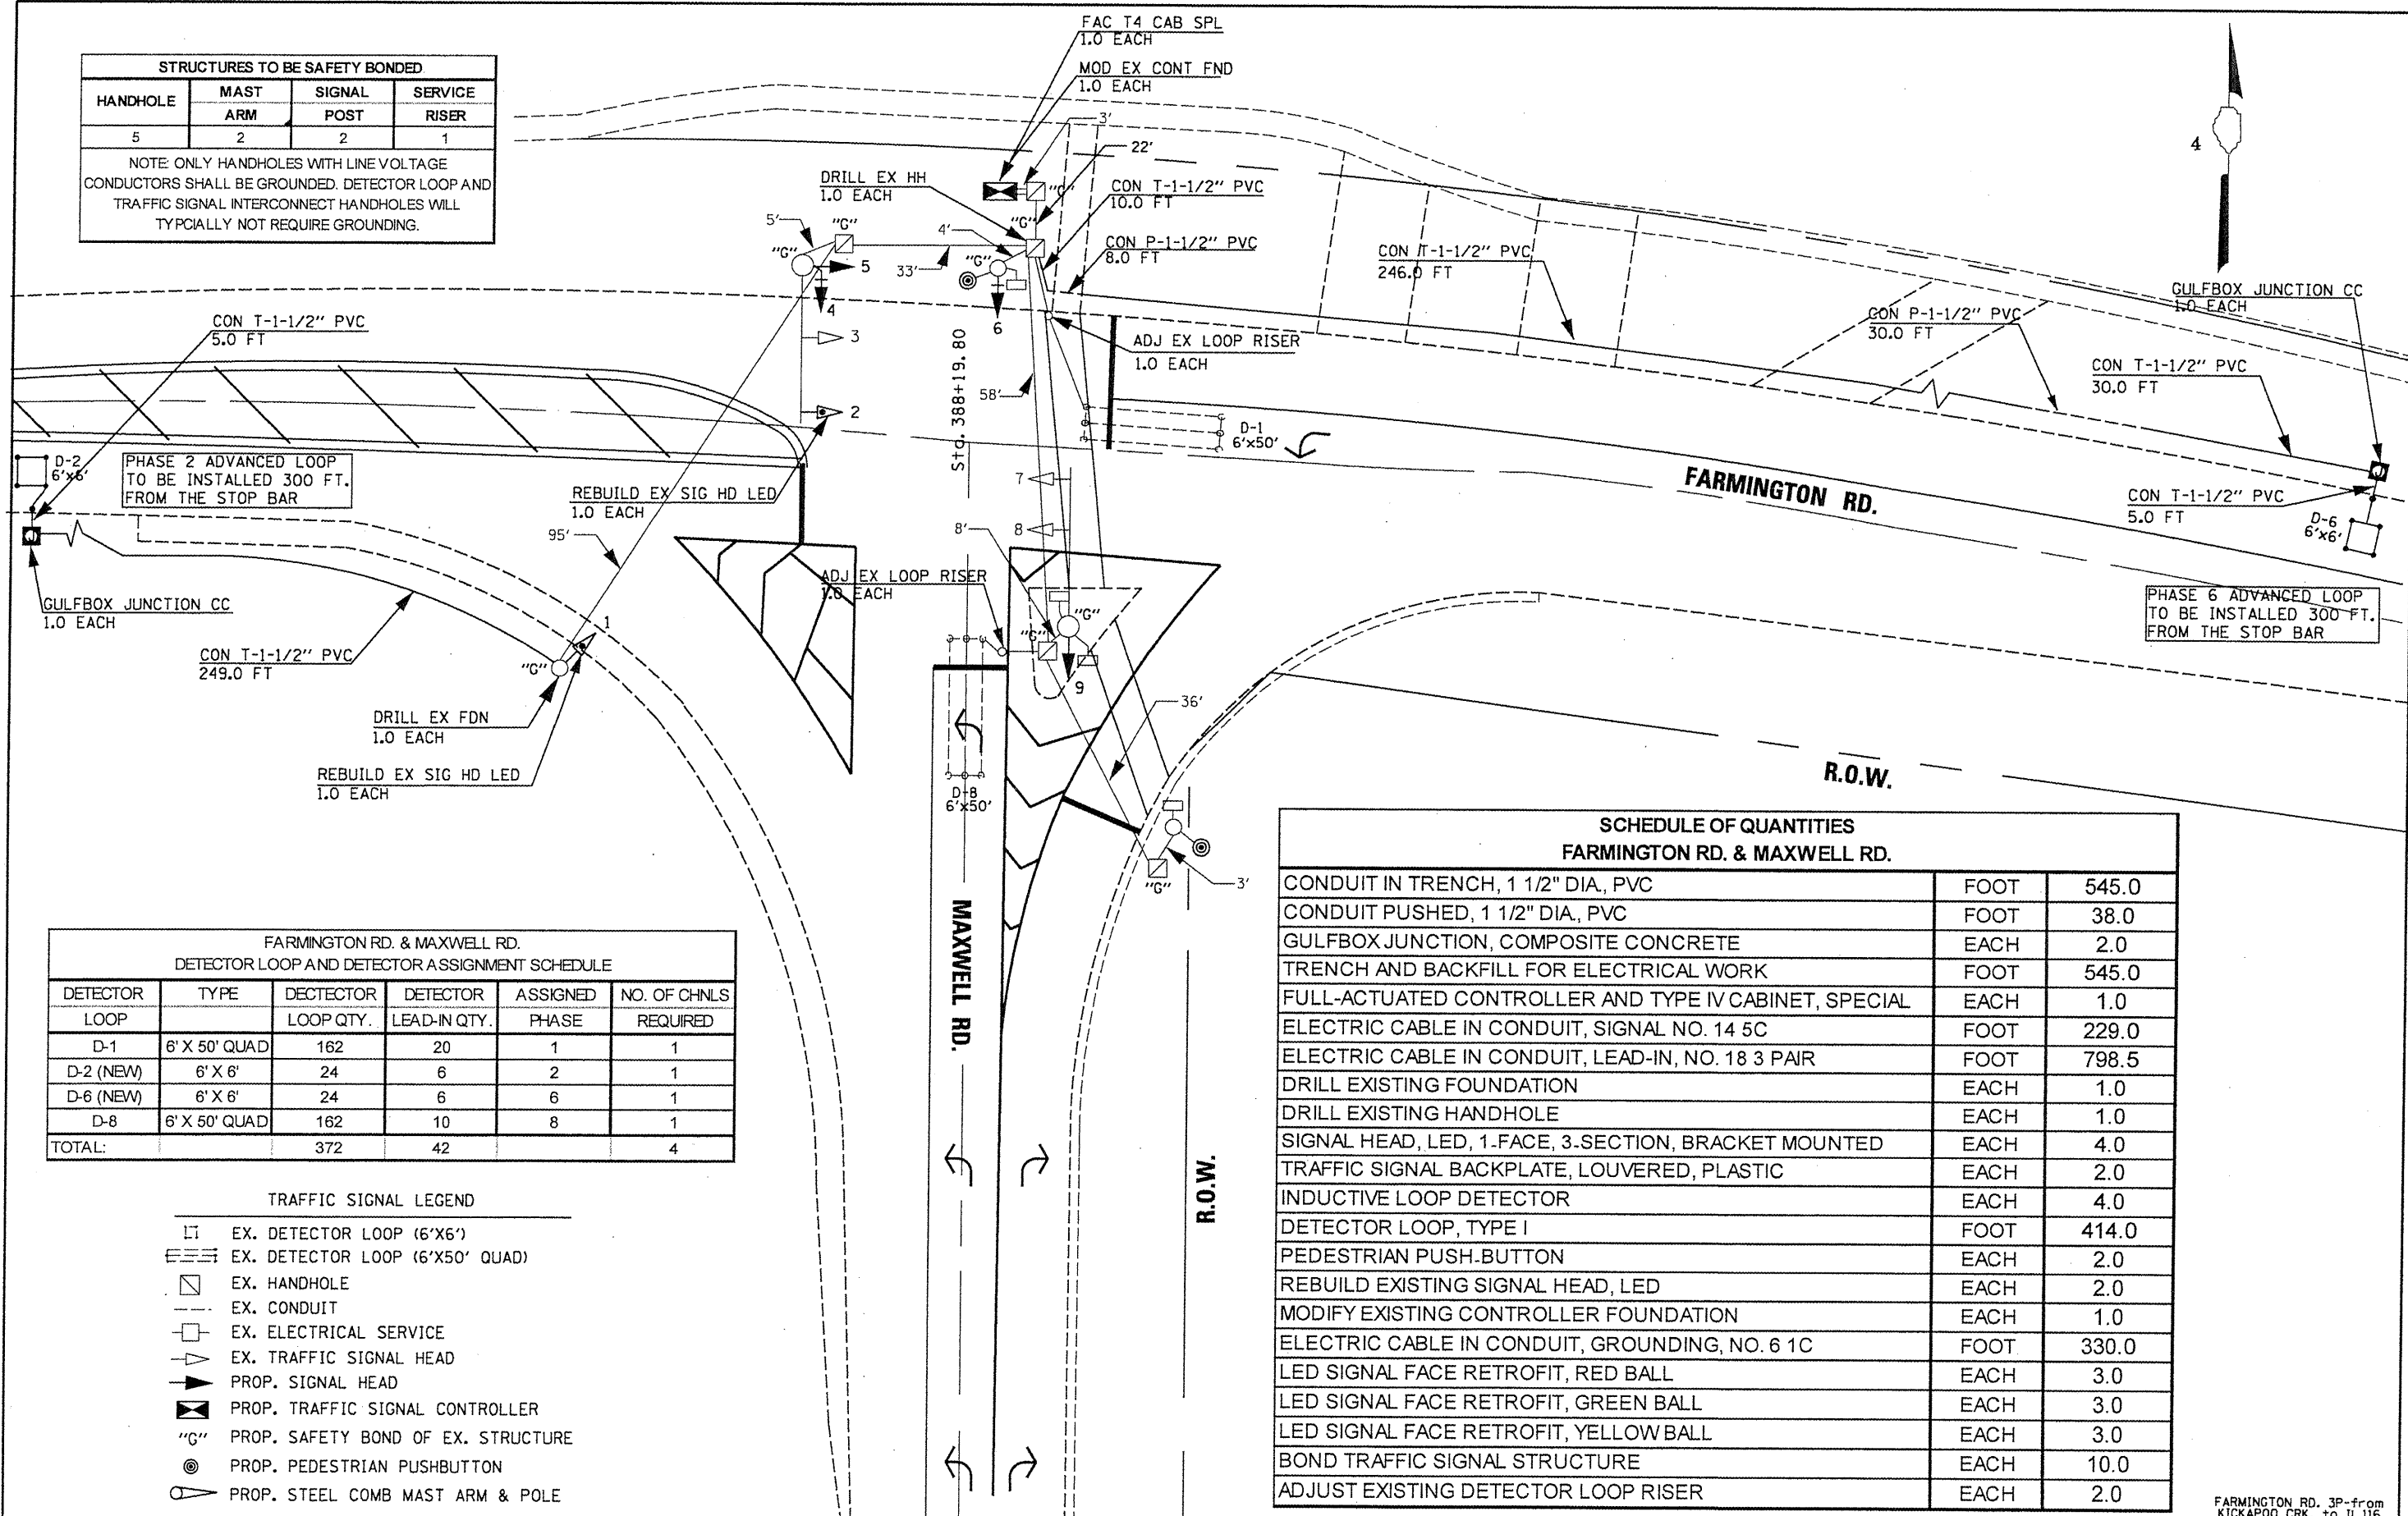 FAC T4 CAB SPL
1.0 EACH
MOD EX CONT FND
1.0 EACH
STRUCTURES TO BE SAFETY BONDED
HANDHOLE MAST ARM SIGNAL POST SERVICE RISER
5 2 2 1
NOTE: ONLY HANDHOLES WITH LINE VOLTAGE
CONDUCTORS SHALL BE GROUNDED. DETECTOR LOOP AND
TRAFFIC SIGNAL INTERCONNECT HANDHOLES WILL
TYPCIALLY NOT REQUIRE GROUNDING.
4
3'
22'
DRILL EX HH
1.0 EACH
"G"
CON T-1-1/2" PVC
10.0 FT
5'
"G"
"G"
4'
"G"
"G"
33'
CON P-1-1/2" PVC
8.0 FT
CON T-1-1/2" PVC
246.0 FT
5
4
6
3
2
GULFBOX JUNCTION CC
1.0 EACH
CON P-1-1/2" PVC
30.0 FT
CON T-1-1/2" PVC
30.0 FT
CON T-1-1/2" PVC
5.0 FT
ADJ EX LOOP RISER
1.0 EACH
Sta. 388+19.80
58'
D-1
6'x50'
D-2
6'x6'
PHASE 2 ADVANCED LOOP
TO BE INSTALLED 300 FT.
FROM THE STOP BAR
REBUILD EX SIG HD LED
1.0 EACH
7
8
FARMINGTON RD.
CON T-1-1/2" PVC
5.0 FT
D-6
6'x6'
95'
8'
ADJ EX LOOP RISER
1.0 EACH
GULFBOX JUNCTION CC
1.0 EACH
PHASE 6 ADVANCED LOOP
TO BE INSTALLED 300 FT.
FROM THE STOP BAR
1
"G"
"G"
"G"
9
CON T-1-1/2" PVC
249.0 FT
DRILL EX FDN
1.0 EACH
36'
REBUILD EX SIG HD LED
1.0 EACH
D-8
6'x50'
R.O.W.
"G"
3'
MAXWELL RD.
R.O.W.
SCHEDULE OF QUANTITIES
FARMINGTON RD. & MAXWELL RD.
CONDUIT IN TRENCH, 1 1/2" DIA., PVC FOOT 545.0
CONDUIT PUSHED, 1 1/2" DIA., PVC FOOT 38.0
GULFBOX JUNCTION, COMPOSITE CONCRETE EACH 2.0
TRENCH AND BACKFILL FOR ELECTRICAL WORK FOOT 545.0
FULL-ACTUATED CONTROLLER AND TYPE IV CABINET, SPECIAL EACH 1.0
ELECTRIC CABLE IN CONDUIT, SIGNAL NO. 14 5C FOOT 229.0
ELECTRIC CABLE IN CONDUIT, LEAD-IN, NO. 18 3 PAIR FOOT 798.5
DRILL EXISTING FOUNDATION EACH 1.0
DRILL EXISTING HANDHOLE EACH 1.0
SIGNAL HEAD, LED, 1-FACE, 3-SECTION, BRACKET MOUNTED EACH 4.0
TRAFFIC SIGNAL BACKPLATE, LOUVERED, PLASTIC EACH 2.0
INDUCTIVE LOOP DETECTOR EACH 4.0
DETECTOR LOOP, TYPE I FOOT 414.0
PEDESTRIAN PUSH-BUTTON EACH 2.0
REBUILD EXISTING SIGNAL HEAD, LED EACH 2.0
MODIFY EXISTING CONTROLLER FOUNDATION EACH 1.0
ELECTRIC CABLE IN CONDUIT, GROUNDING, NO. 6 1C FOOT 330.0
LED SIGNAL FACE RETROFIT, RED BALL EACH 3.0
LED SIGNAL FACE RETROFIT, GREEN BALL EACH 3.0
LED SIGNAL FACE RETROFIT, YELLOW BALL EACH 3.0
BOND TRAFFIC SIGNAL STRUCTURE EACH 10.0
ADJUST EXISTING DETECTOR LOOP RISER EACH 2.0
FARMINGTON RD. & MAXWELL RD.
DETECTOR LOOP AND DETECTOR ASSIGNMENT SCHEDULE
DETECTOR TYPE DECTECTOR DETECTOR ASSIGNED NO. OF CHNLS
LOOP LOOP QTY. LEAD-IN QTY. PHASE REQUIRED
D-1 6' X 50' QUAD 162 20 1 1
D-2 (NEW) 6' X 6' 24 6 2 1
D-6 (NEW) 6' X 6' 24 6 6 1
D-8 6' X 50' QUAD 162 10 8 1
TOTAL: 372 42 4
TRAFFIC SIGNAL LEGEND
EX. DETECTOR LOOP (6'X6')
EX. DETECTOR LOOP (6'X50' QUAD)
EX. HANDHOLE
EX. CONDUIT
EX. ELECTRICAL SERVICE
EX. TRAFFIC SIGNAL HEAD
PROP. SIGNAL HEAD
PROP. TRAFFIC SIGNAL CONTROLLER
"G" PROP. SAFETY BOND OF EX. STRUCTURE
PROP. PEDESTRIAN PUSHBUTTON
PROP. STEEL COMB MAST ARM & POLE
FARMINGTON RD. 3P-from
KICKAPOO CRK. to IL116